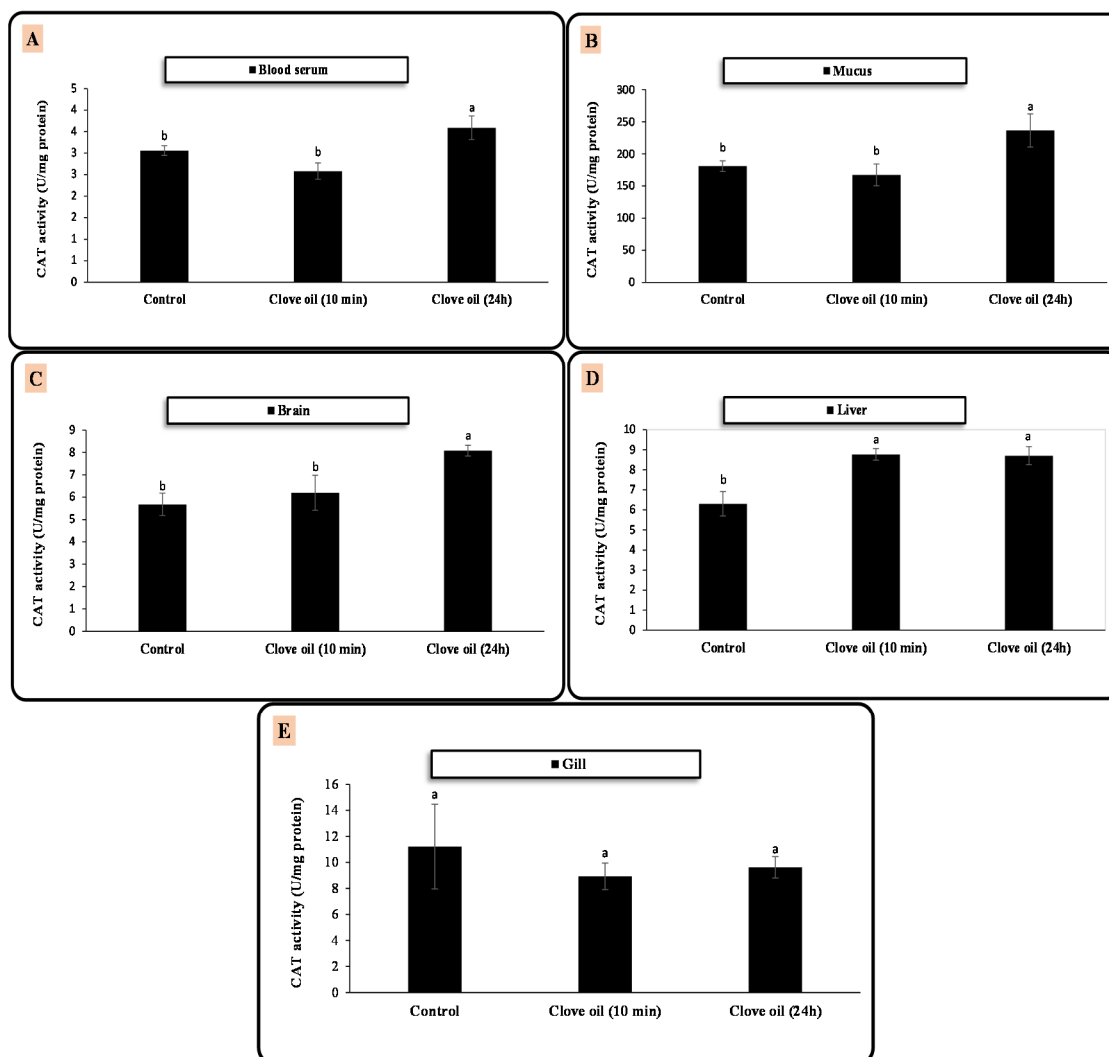 A
■ Blood serum
CAT activity (U/mg protein)
5
4
4
3
3
2
2
1
1
0
b
b
a
Control
Clove oil (10 min)
Clove oil (24h)
B
■ Mucus
CAT activity (U/mg protein)
300
250
200
150
100
50
0
b
b
a
Control
Clove oil (10 min)
Clove oil (24h)
C
■ Brain
CAT activity (U/mg protein)
9
8
7
6
5
4
3
2
1
0
b
b
a
Control
Clove oil (10 min)
Clove oil (24h)
D
■ Liver
CAT activity (U/mg protein)
10
9
8
7
6
5
4
3
2
1
0
b
a
a
Control
Clove oil (10 min)
Clove oil (24h)
E
■ Gill
CAT activity (U/mg protein)
16
14
12
10
8
6
4
2
0
a
a
a
Control
Clove oil (10 min)
Clove oil (24h)